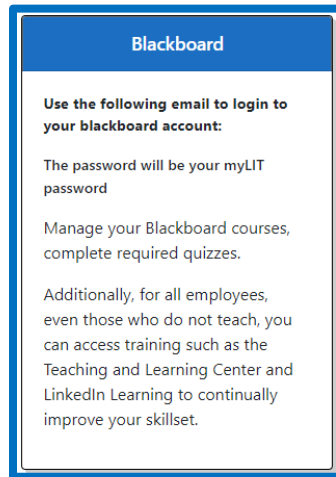 Blackboard
Use the following email to login to
your blackboard account:
The password will be your myLIT
password
Manage your Blackboard courses,
complete required quizzes.
Additionally, for all employees,
even those who do not teach, you
can access training such as the
Teaching and Learning Center and
LinkedIn Learning to continually
improve your skillset.